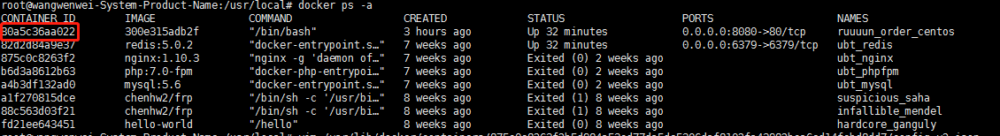 root@wangwenwei-System-Product-Name:/usr/local# docker ps -a
CONTAINER ID IMAGE COMMAND CREATED STATUS PORTS NAMES
80a5c36aa022 300e315adb2f "/bin/bash" 3 hours ago Up 32 minutes 0.0.0.0:8080->80/tcp ruuuun_order_centos
82d2d84a9e37 redis:5.0.2 "docker-entrypoint.s…" 7 weeks ago Up 32 minutes 0.0.0.0:6379->6379/tcp ubt_redis
875c0c8263f2 nginx:1.10.3 "nginx -g 'daemon of…" 7 weeks ago Exited (0) 2 weeks ago ubt_nginx
b6d3a8612b63 php:7.0-fpm "docker-php-entrypoi…" 7 weeks ago Exited (0) 2 weeks ago ubt_phpfpm
a4b3df132ad0 mysql:5.6 "docker-entrypoint.s…" 7 weeks ago Exited (0) 2 weeks ago ubt_mysql
a1f270815dce chenhw2/frp "/bin/sh -c '/usr/bi…" 8 weeks ago Exited (1) 8 weeks ago suspicious_saha
88c563d03f21 chenhw2/frp "/bin/sh -c '/usr/bi…" 8 weeks ago Exited (1) 8 weeks ago infallible_mendel
fd21ee643451 hello-world "/hello" 8 weeks ago Exited (0) 8 weeks ago hardcore_ganguly